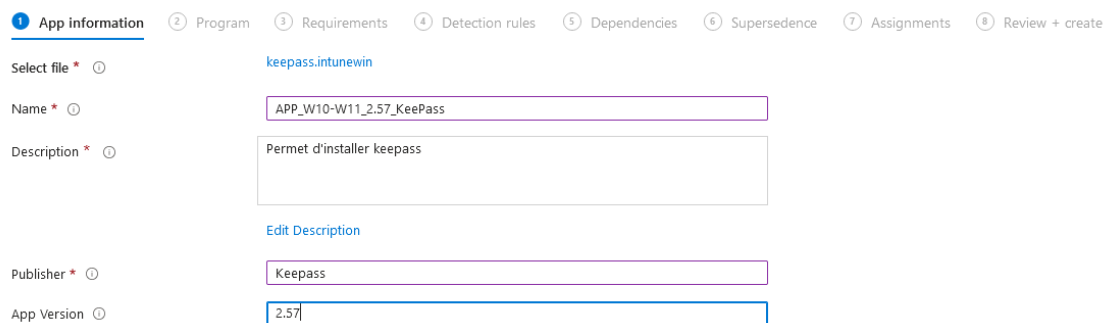 1 App information 2 Program 3 Requirements 4 Detection rules 5 Dependencies 6 Supersedence 7 Assignments 8 Review + create
Select file * keepass.intunewin
Name * APP_W10-W11_2.57_KeePass
Description * Permet d'installer keepass
Edit Description
Publisher * Keepass
App Version 2.57